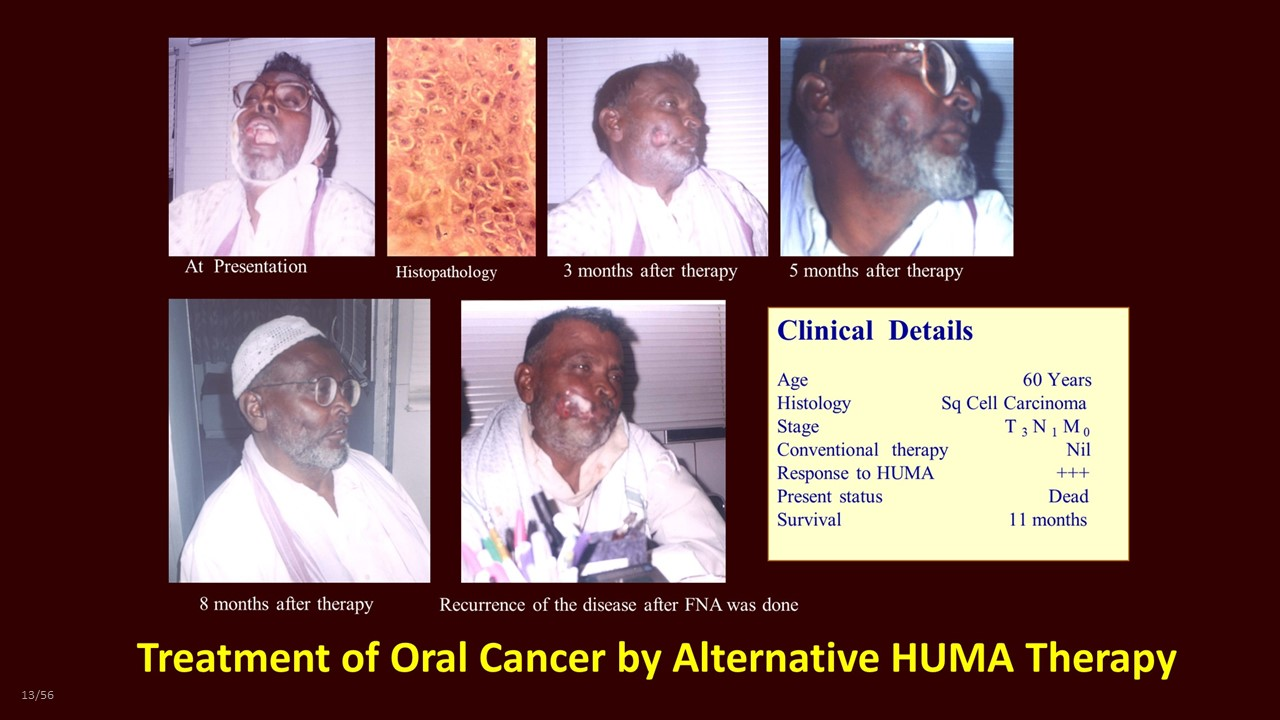 At Presentation
Histopathology
3 months after therapy
5 months after therapy
8 months after therapy
Recurrence of the disease after FNA was done
Clinical Details
Age 60 Years
Histology Sq Cell Carcinoma
Stage T 3 N 1 M 0
Conventional therapy Nil
Response to HUMA +++
Present status Dead
Survival 11 months
Treatment of Oral Cancer by Alternative HUMA Therapy
13/56